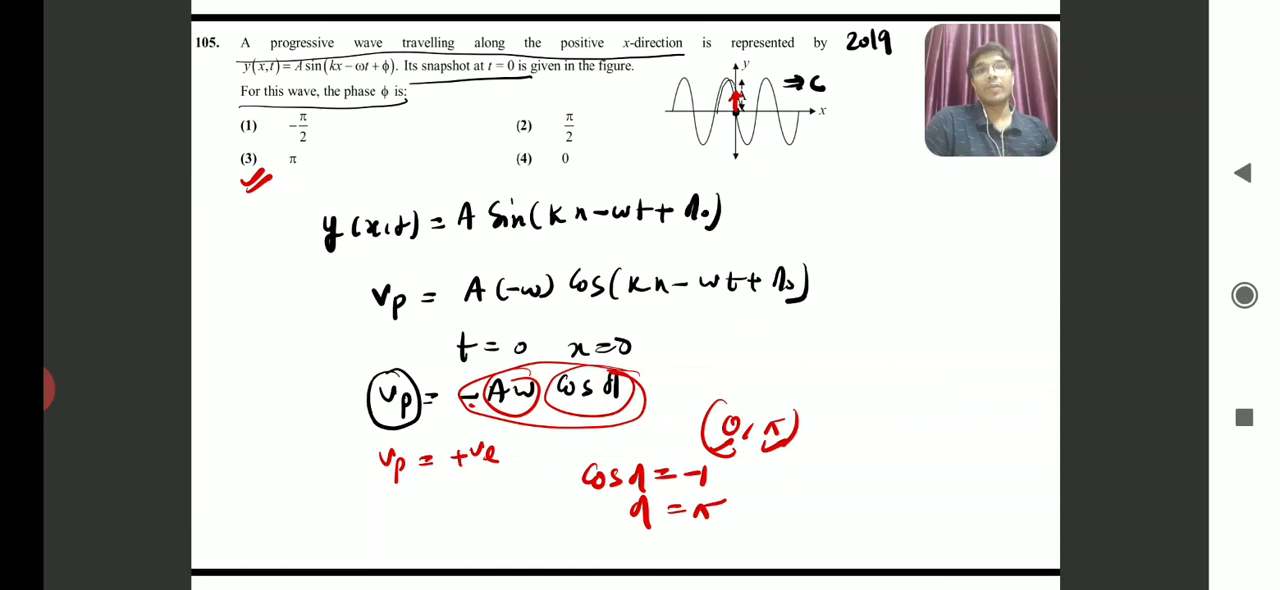 105. A progressive wave travelling along the positive x-direction is represented by 2019
y(x,t) = A sin(kx – ωt + ϕ). Its snapshot at t = 0 is given in the figure.
For this wave, the phase ϕ is:
y
A
x
⇒ C
(1) –π/2
(2) π/2
(3) π
(4) 0
y(x,t) = A Sin(kx – ωt + ϕ₀)
vp = A(–ω) Cos(kx – ωt + ϕ₀)
t = 0 x = 0
vp = – Aω Cos ϕ
vp = +ve
(0, π)
Cos ϕ = –1
ϕ = π